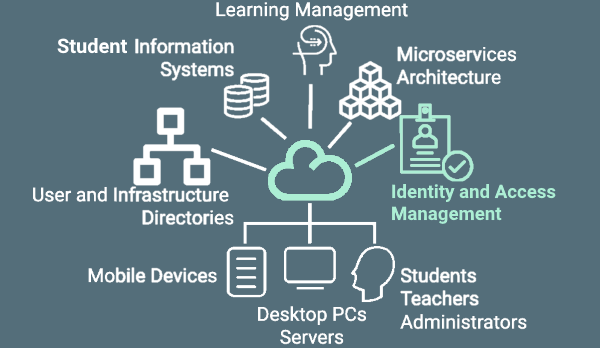 Learning Management
Student Information
Systems
Microservices
Architecture
User and Infrastructure
Directories
Identity and Access
Management
Mobile Devices
Desktop PCs
Servers
Students
Teachers
Administrators